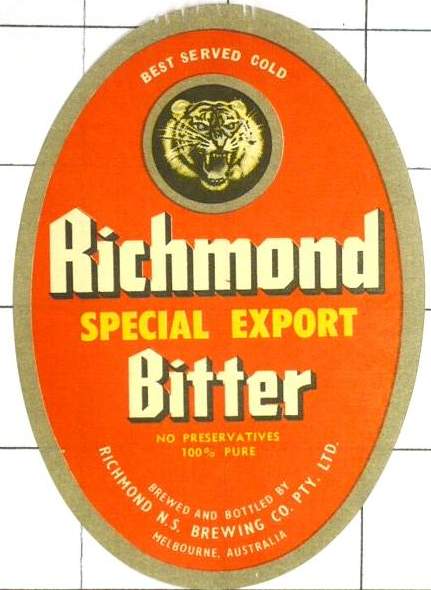 BEST SERVED COLD
Richmond
SPECIAL EXPORT
Bitter
NO PRESERVATIVES
100% PURE
BREWED AND BOTTLED BY
RICHMOND N.S. BREWING CO. PTY. LTD.
MELBOURNE, AUSTRALIA